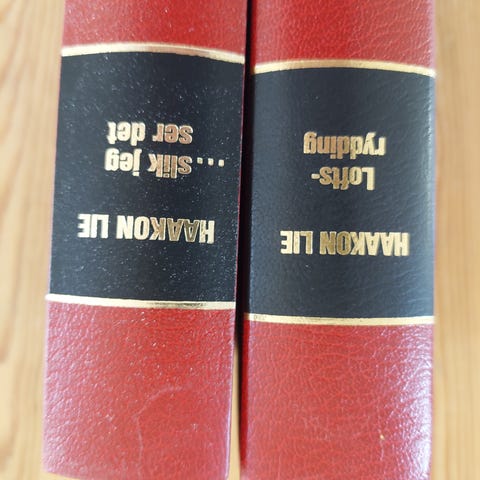 HAAKON LIE
Lofts-
rydding
HAAKON LIE
...Slik jeg
ser det